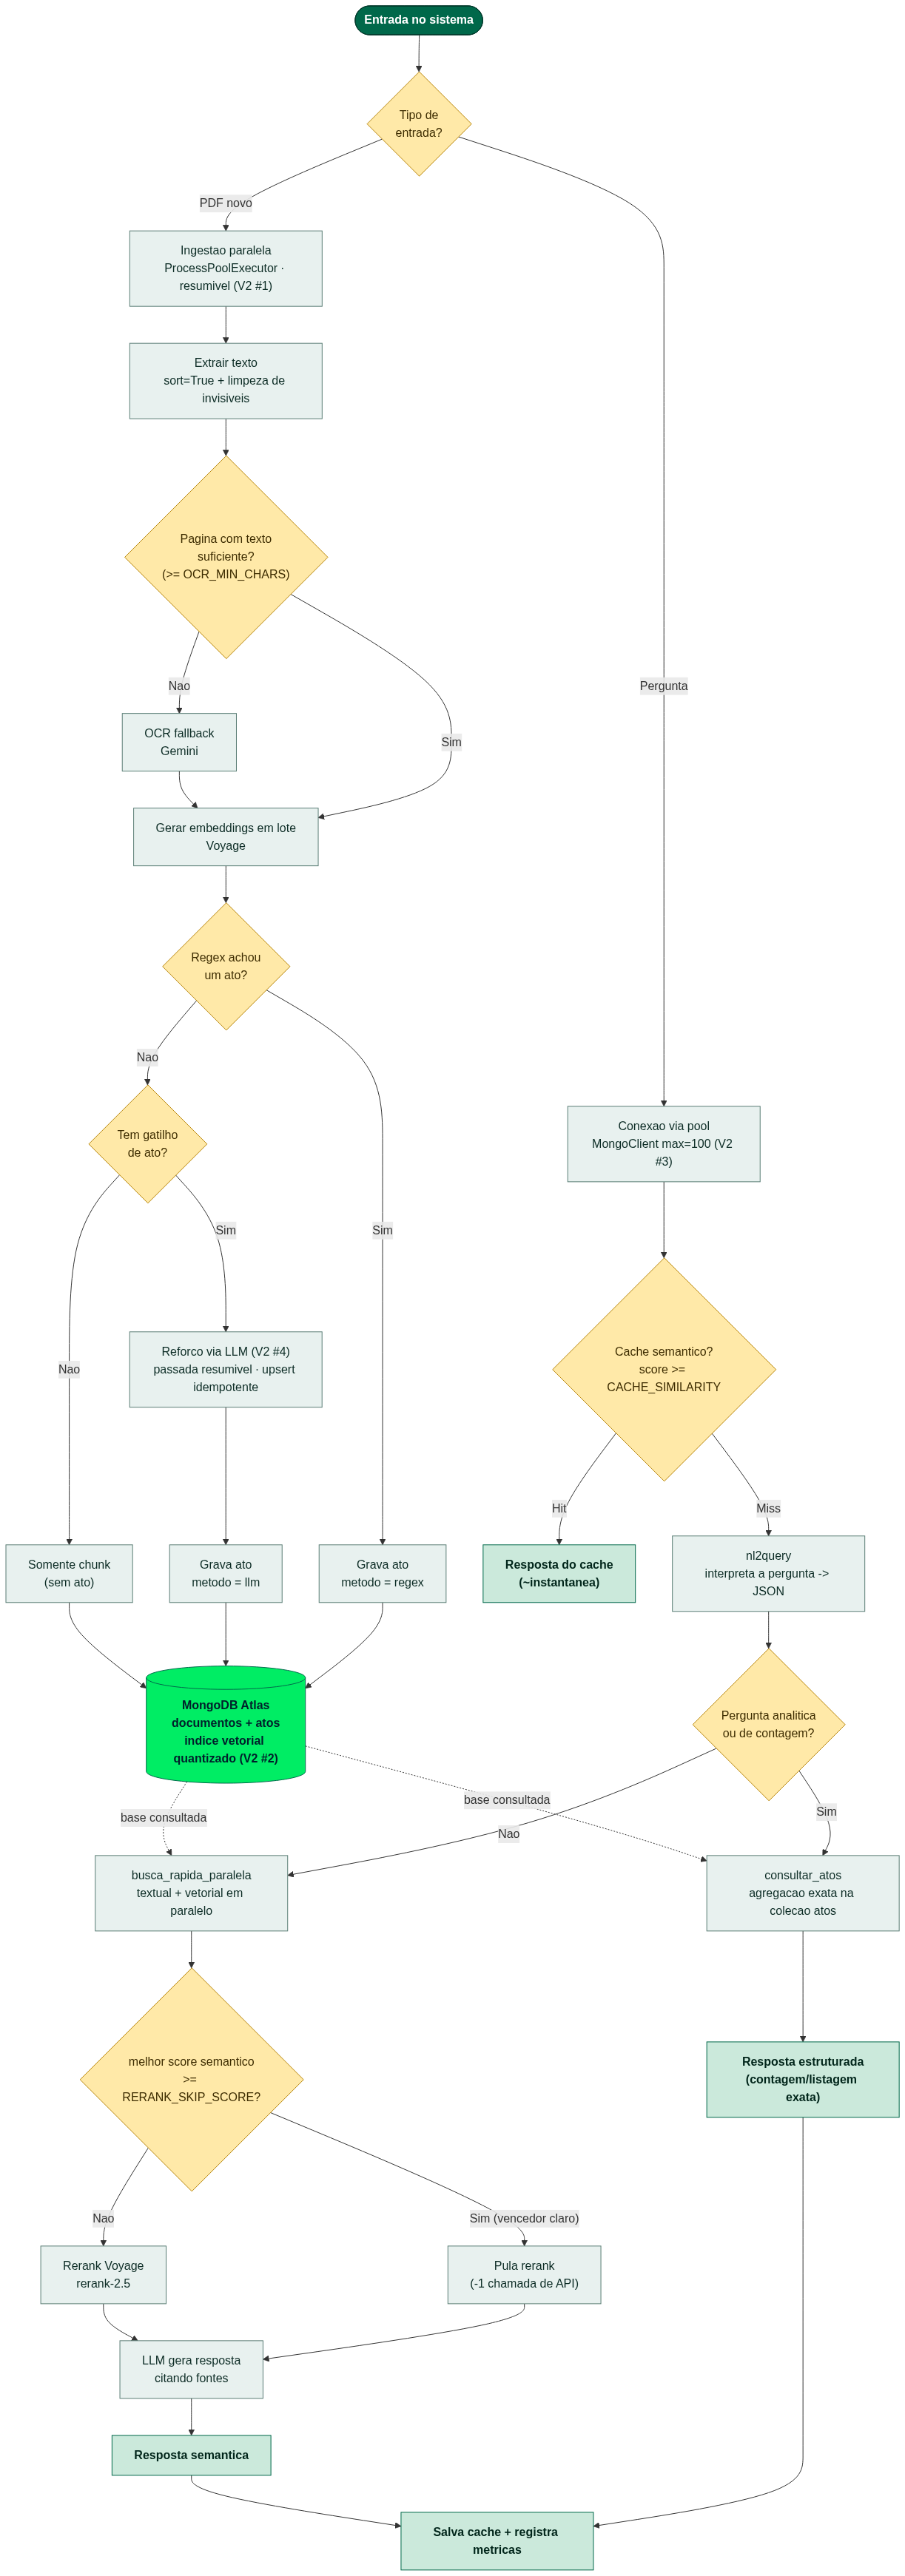 Entrada no sistema
Tipo de
entrada?
PDF novo
Ingestao paralela
ProcessPoolExecutor ·
resumivel (V2 #1)
Extrair texto
sort=True + limpeza de
invisiveis
Pagina com texto
suficiente?
(>= OCR_MIN_CHARS)
Nao
Pergunta
OCR fallback
Gemini
Sim
Gerar embeddings em lote
Voyage
Regex achou
um ato?
Nao
Tem gatilho
de ato?
Conexao via pool
MongoClient max=100 (V2
#3)
Sim
Sim
Nao
Reforco via LLM (V2 #4)
passada resumivel · upsert
idempotente
Cache semantico?
score >=
CACHE_SIMILARITY
Hit
Miss
Somente chunk
(sem ato)
Grava ato
metodo = llm
Grava ato
metodo = regex
Resposta do cache
(~instantanea)
nl2query
interpreta a pergunta ->
JSON
MongoDB Atlas
documentos + atos
indice vetorial
quantizado (V2 #2)
Pergunta analitica
ou de contagem?
base consultada
base consultada
Nao
Sim
busca_rapida_paralela
textual + vetorial em
paralelo
consultar_atos
agregacao exata na
colecao atos
melhor score semantico
>=
RERANK_SKIP_SCORE?
Resposta estruturada
(contagem/listagem
exata)
Nao
Sim (vencedor claro)
Rerank Voyage
rerank-2.5
Pula rerank
(-1 chamada de API)
LLM gera resposta
citando fontes
Resposta semantica
Salva cache + registra
metricas